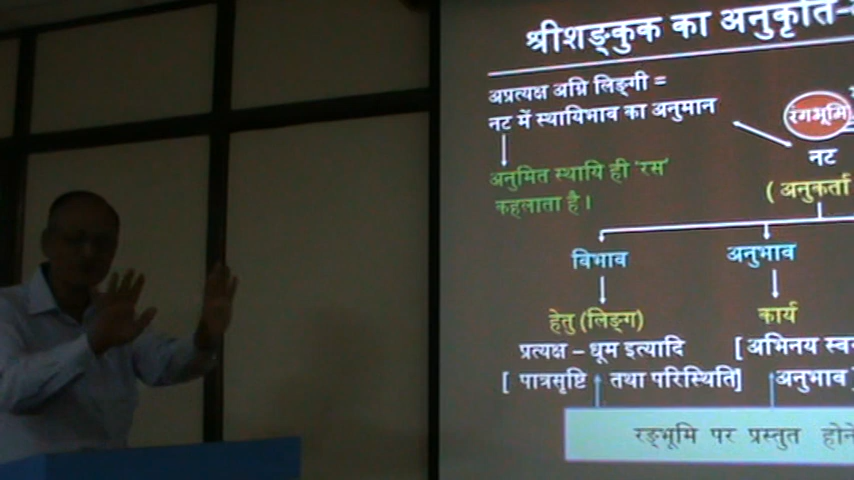 श्रीशङ्कुक का अनुकृति-
अप्रत्यक्ष अग्नि लिङ्गी =
नट में स्थायिभाव का अनुमान
रंगभूमि
नट
अनुमित स्थायि ही 'रस'
कहलाता है।
( अनुकर्ता
विभाव अनुभाव
हेतु (लिङ्ग) कार्य
प्रत्यक्ष – धूम इत्यादि [ अभिनय स्व
[ पात्रसृष्टि तथा परिस्थिति] अनुभाव ]
रङ्भूमि पर प्रस्तुत होने